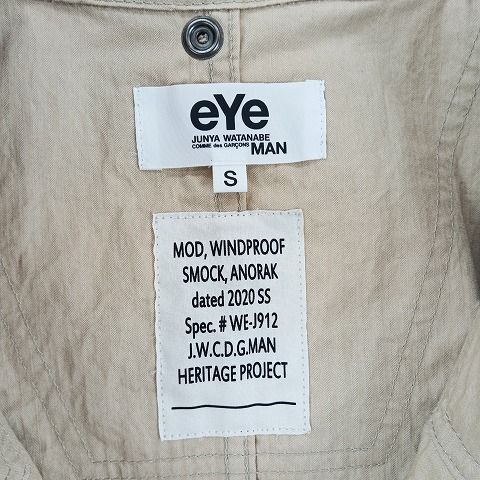 eYe
JUNYA WATANABE
COMME des GARÇONS MAN
S
MOD, WINDPROOF
SMOCK, ANORAK
dated 2020 SS
Spec. # WE-J912
J.W.C.D.G.MAN
HERITAGE PROJECT